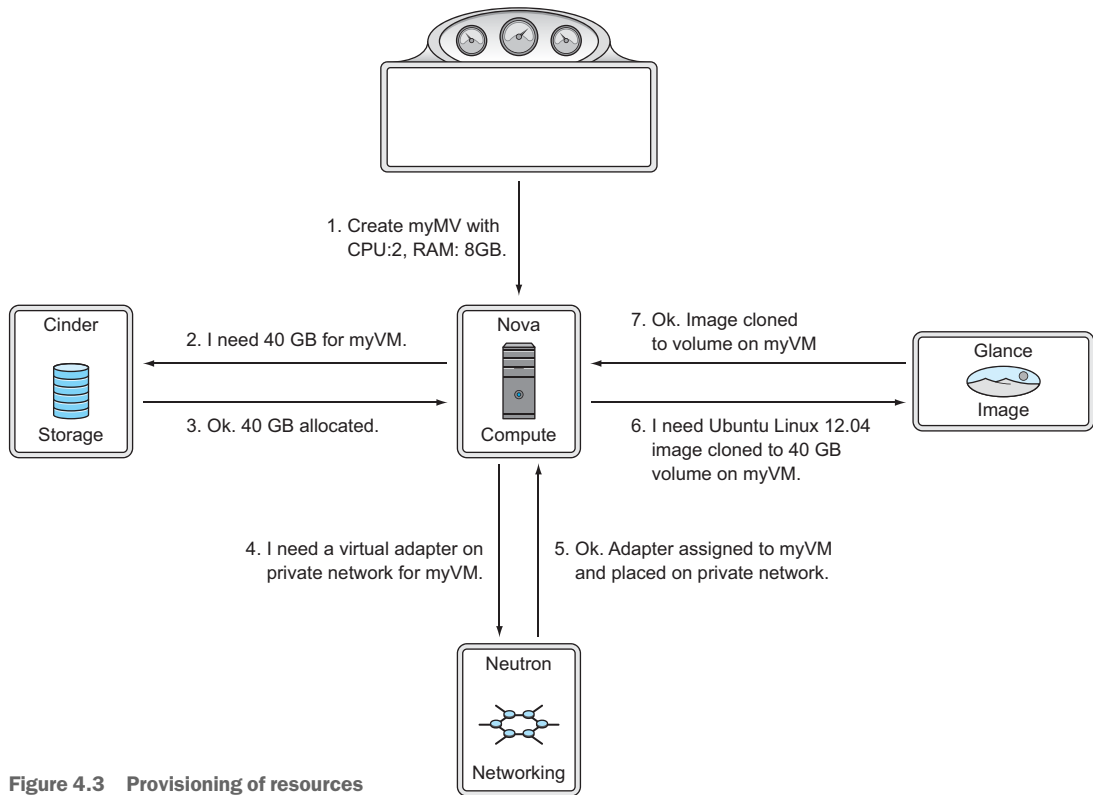 1. Create myMV with
CPU:2, RAM: 8GB.
Cinder
Storage
2. I need 40 GB for myVM.
3. Ok. 40 GB allocated.
Nova
Compute
7. Ok. Image cloned
to volume on myVM
6. I need Ubuntu Linux 12.04
image cloned to 40 GB
volume on myVM.
Glance
Image
4. I need a virtual adapter on
private network for myVM.
5. Ok. Adapter assigned to myVM
and placed on private network.
Neutron
Networking
Figure 4.3 Provisioning of resources